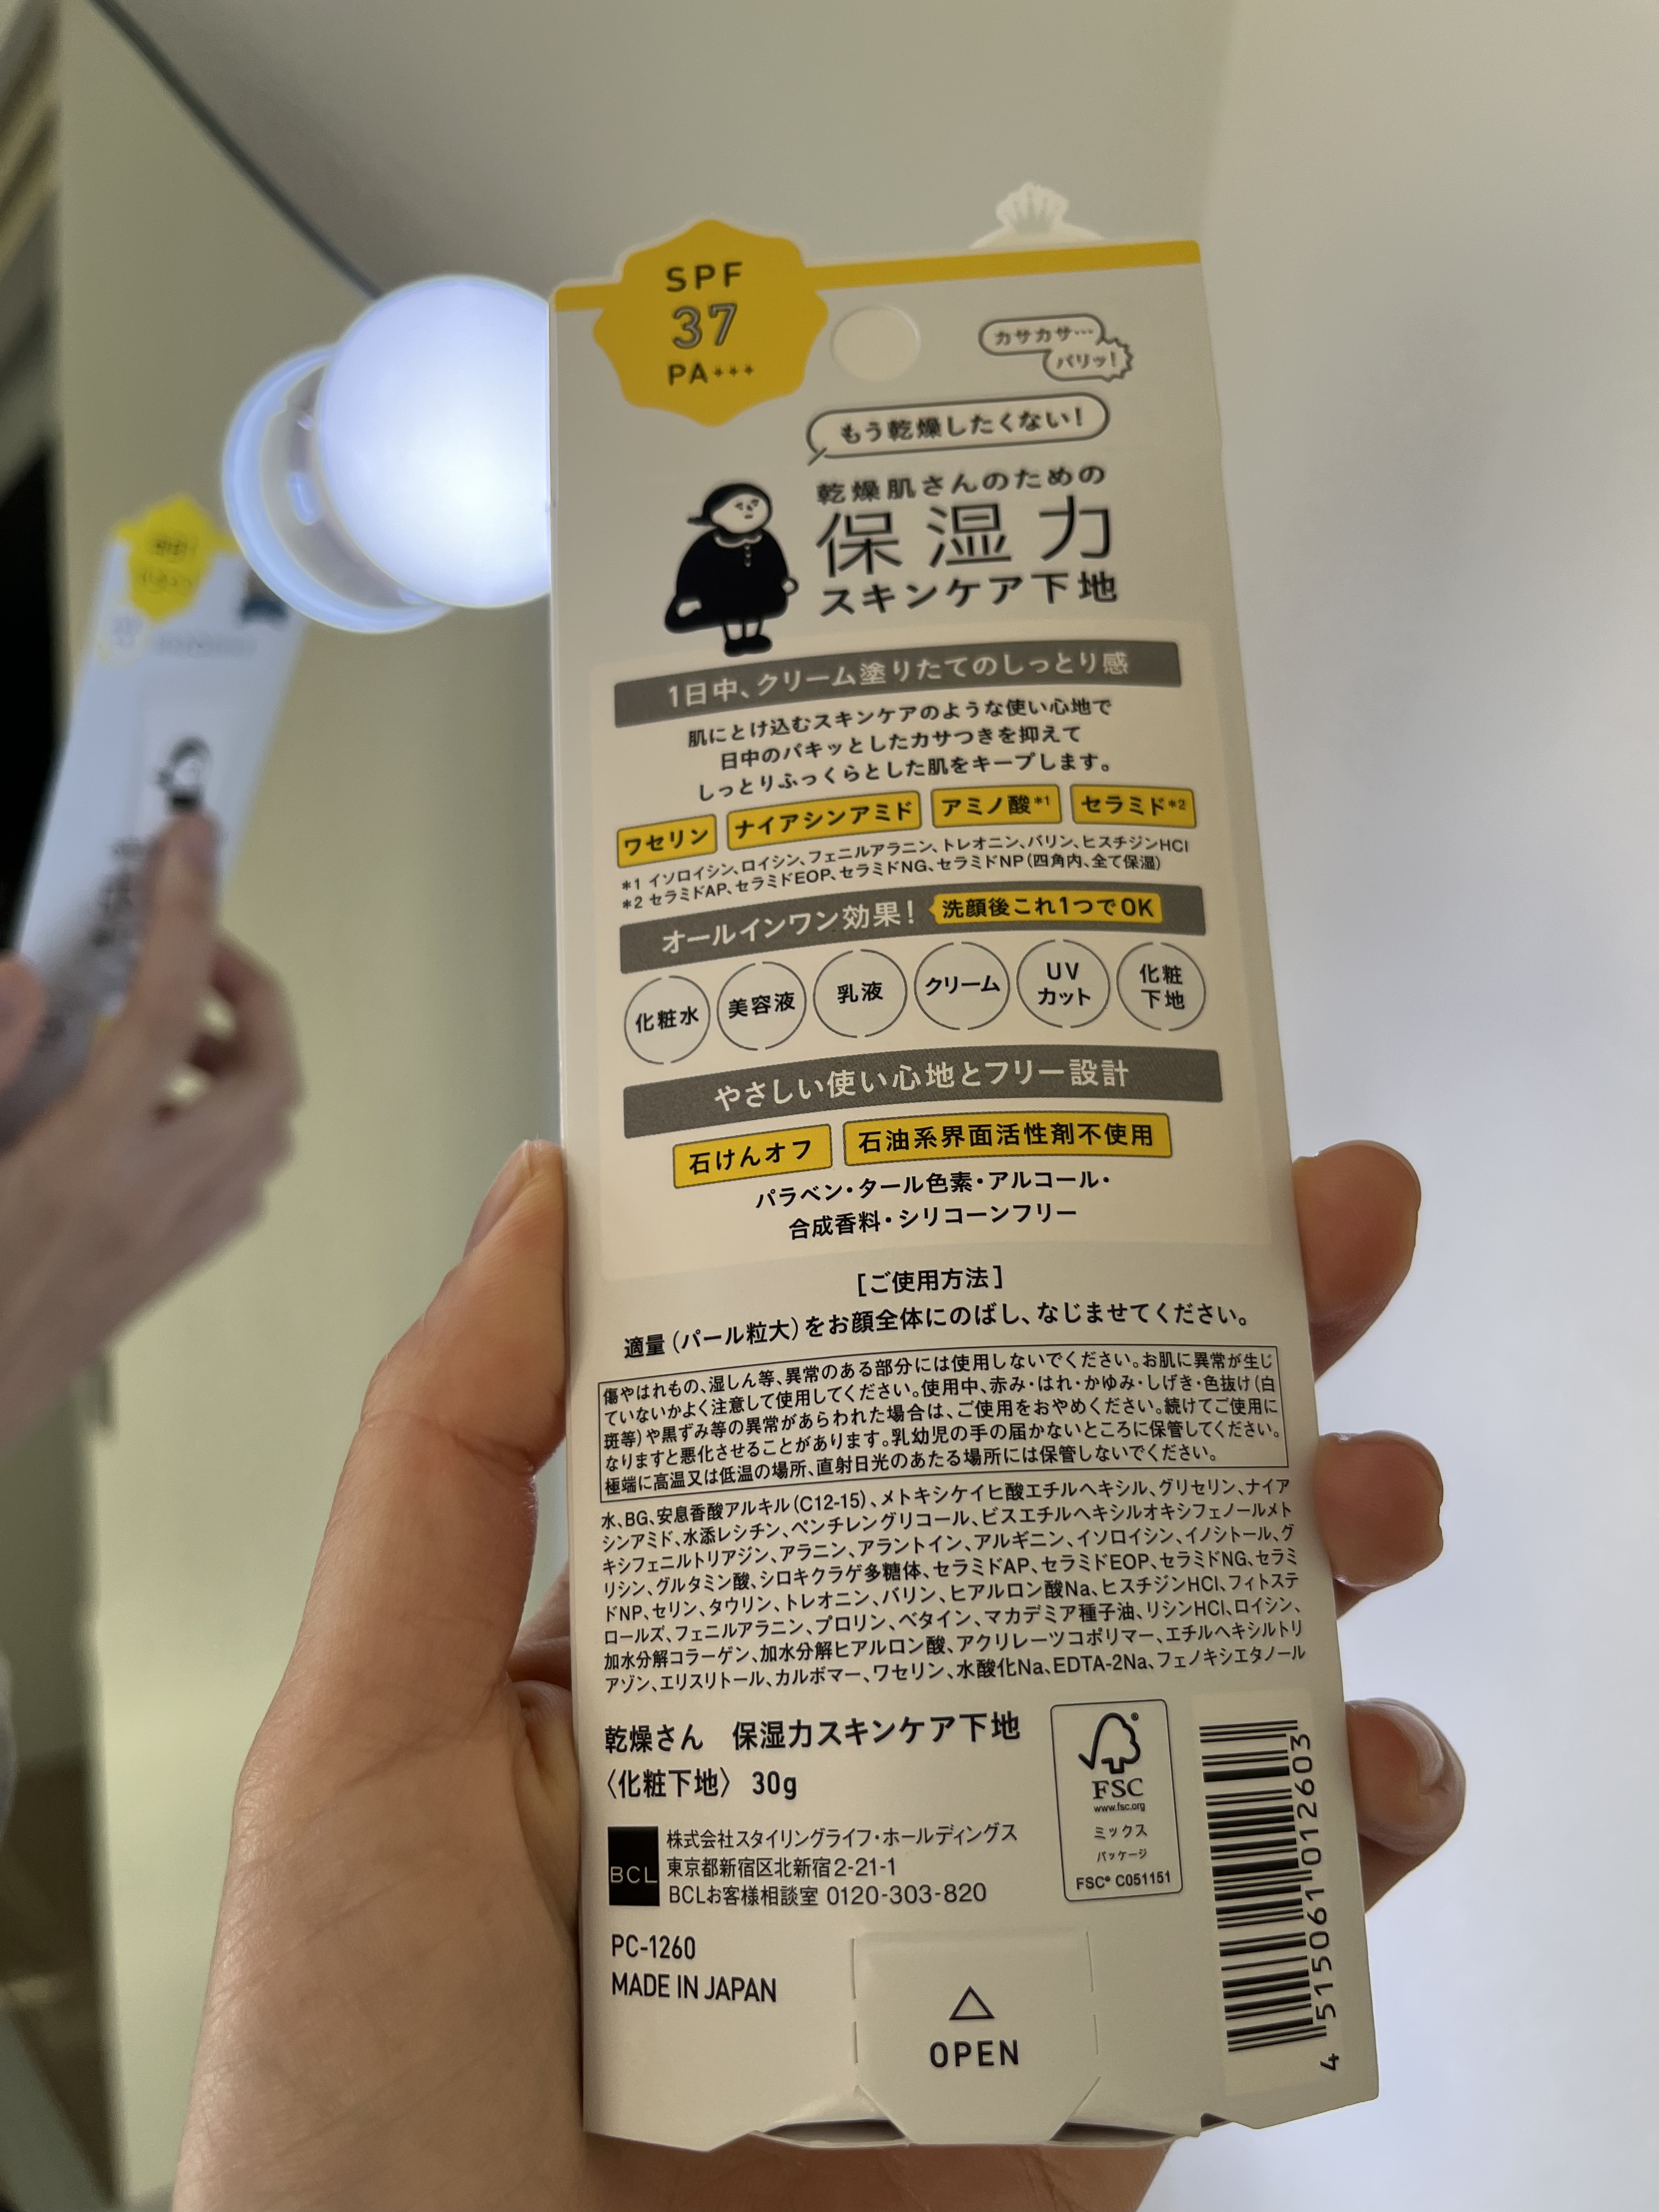 SPF
37
PA+++
カサカサ…
パリッ!
もう乾燥したくない!
乾燥肌さんのための
保湿力
スキンケア下地
1日中、クリーム塗りたてのしっとり感
肌にとけ込むスキンケアのような使い心地で
日中のパキッとしたカサつきを抑えて
しっとりふっくらとした肌をキープします。
ワセリン ナイアシンアミド アミノ酸*1 セラミド*2
*1 イソロイシン、ロイシン、フェニルアラニン、トレオニン、バリン、ヒスチジンHCl
*2 セラミドAP、セラミドEOP、セラミドNG、セラミドNP(四角内、全て保湿)
オールインワン効果! 洗顔後これ1つでOK
化粧水 美容液 乳液 クリーム UVカット 化粧下地
やさしい使い心地とフリー設計
石けんオフ 石油系界面活性剤不使用
パラベン・タール色素・アルコール・
合成香料・シリコーンフリー
[ご使用方法]
適量(パール粒大)をお顔全体にのばし、なじませてください。
傷やはれもの、湿しん等、異常のある部分には使用しないでください。お肌に異常が生じ
ていないかよく注意して使用してください。使用中、赤み・はれ・かゆみ・しげき・色抜け(白
斑等)や黒ずみ等の異常があらわれた場合は、ご使用をおやめください。続けてご使用に
なりますと悪化させることがあります。乳幼児の手の届かないところに保管してください。
極端に高温又は低温の場所、直射日光のあたる場所には保管しないでください。
水、BG、安息香酸アルキル(C12-15)、メトキシケイヒ酸エチルヘキシル、グリセリン、ナイア
シンアミド、水添レシチン、ペンチレングリコール、ビスエチルヘキシルオキシフェノールメト
キシフェニルトリアジン、アラニン、アラントイン、アルギニン、イソロイシン、イノシトール、グ
リシン、グルタミン酸、シロキクラゲ多糖体、セラミドAP、セラミドEOP、セラミドNG、セラミ
ドNP、セリン、タウリン、トレオニン、バリン、ヒアルロン酸Na、ヒスチジンHCl、フィトステ
ロールズ、フェニルアラニン、プロリン、ベタイン、マカデミア種子油、リシンHCl、ロイシン、
加水分解コラーゲン、加水分解ヒアルロン酸、アクリレーツコポリマー、エチルヘキシルトリ
アゾン、エリスリトール、カルボマー、ワセリン、水酸化Na、EDTA-2Na、フェノキシエタノール
乾燥さん 保湿力スキンケア下地
〈化粧下地〉 30g
BCL
株式会社スタイリングライフ・ホールディングス
東京都新宿区北新宿2-21-1
BCLお客様相談室 0120-303-820
PC-1260
MADE IN JAPAN
FSC
www.fsc.org
ミックス
パッケージ
FSC® C051151
OPEN
4 515061 012603